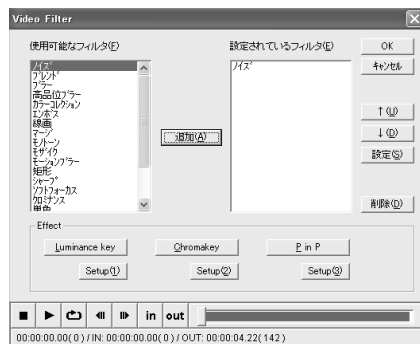 Video Filter
使用可能なフィルタ(F)
ノイズ
ブレンド
ブラー
高品位ブラー
カラーコレクション
エンボス
線画
マージ
モノトーン
モザイク
モーションブラー
矩形
シャープ
ソフトフォーカス
クロミナンス
単色
追加(A)
設定されているフィルタ(E)
ノイズ
OK
キャンセル
↑(U)
↓(D)
設定(S)
削除(D)
Effect
Luminance key
Chromakey
P in P
Setup(1)
Setup(2)
Setup(3)
in
out
00:00:00.00( 0 ) / IN: 00:00:00.00( 0 ) / OUT: 00:00:04.22( 142 )